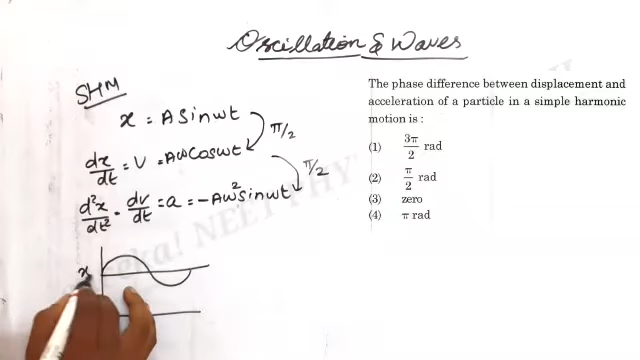 Oscillation & Waves
SHM
x = A Sinωt
π/2
dx/dt = V = Aω Cosωt
π/2
d²x/dt² = dv/dt = a = -Aω² Sinωt
x
The phase difference between displacement and
acceleration of a particle in a simple harmonic
motion is :
(1) 3π/2 rad
(2) π/2 rad
(3) zero
(4) π rad